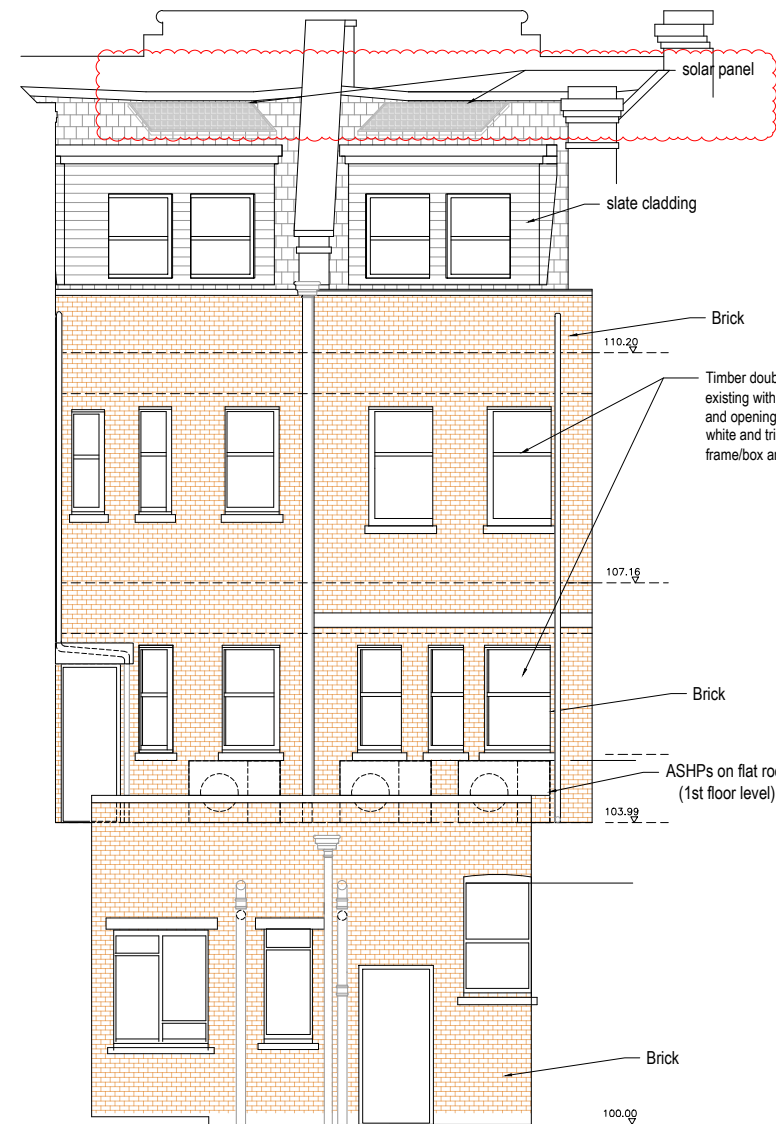 solar panel
slate cladding
Brick
110.20
Timber doub
existing with
and opening
white and tri
frame/box a
107.16
Brick
ASHPs on flat roo
(1st floor level)
103.99
Brick
100.00